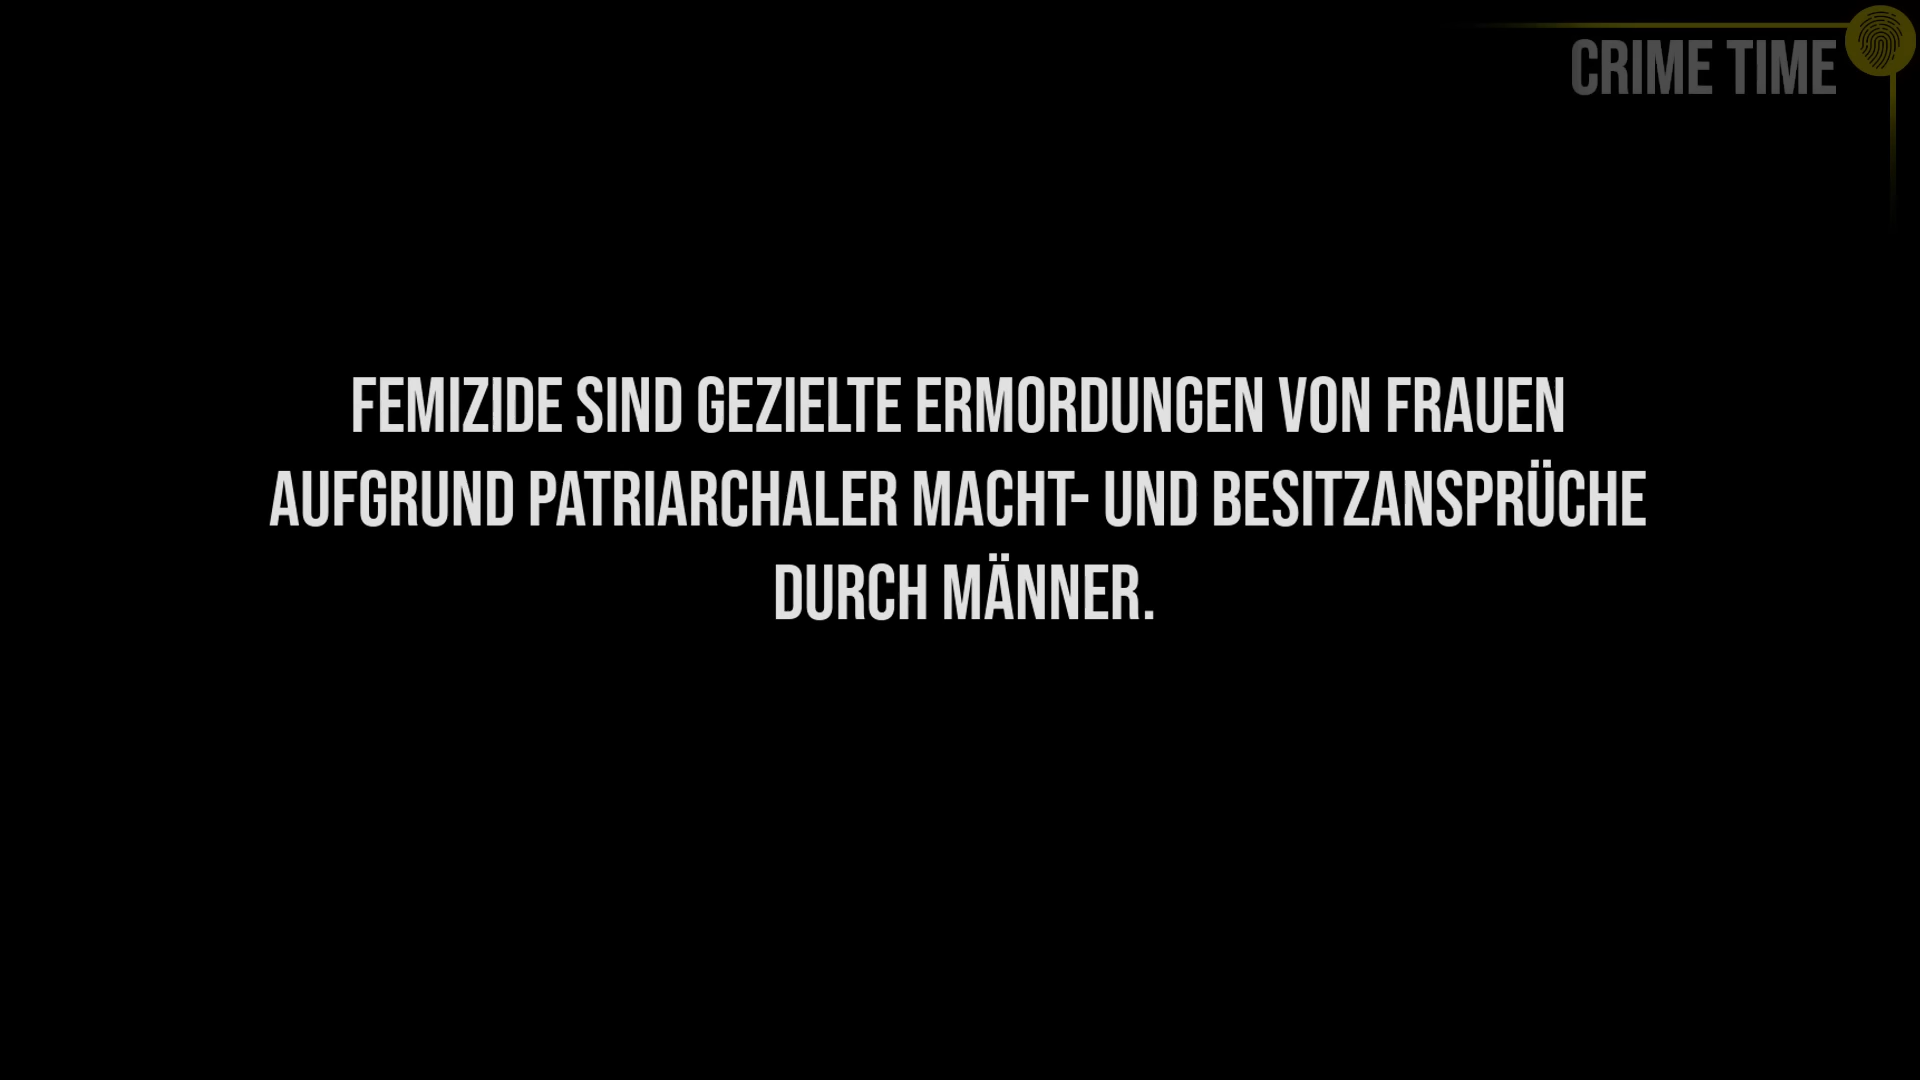 CRIME TIME
FEMIZIDE SIND GEZIELTE ERMORDUNGEN VON FRAUEN
AUFGRUND PATRIARCHALER MACHT- UND BESITZANSPRÜCHE
DURCH MÄNNER.